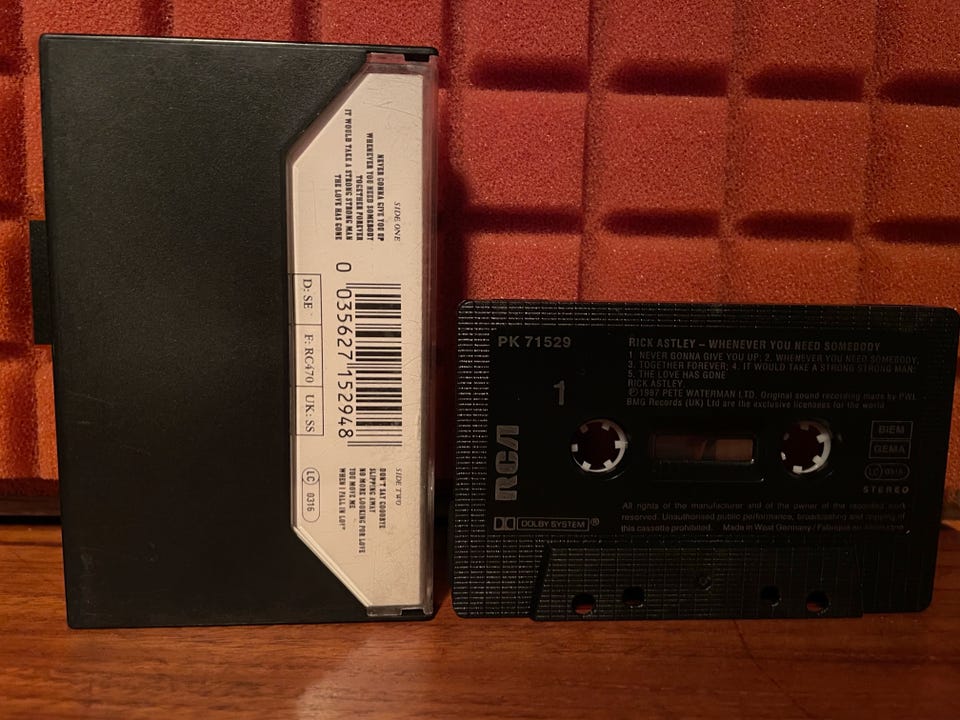 SIDE ONE
NEVER GONNA GIVE YOU UP
WHENEVER YOU NEED SOMEBODY
TOGETHER FOREVER
IT WOULD TAKE A STRONG STRONG MAN
THE LOVE HAS GONE
0 035627 152948
D: SE F: RC470 UK: SS
LC 0316
SIDE TWO
DON'T SAY GOODBYE
SLIPPING AWAY
NO MORE LOOKING FOR LOVE
YOU MOVE ME
WHEN I FALL IN LOVE
PK 71529
RICK ASTLEY – WHENEVER YOU NEED SOMEBODY
1. NEVER GONNA GIVE YOU UP; 2. WHENEVER YOU NEED SOMEBODY;
3. TOGETHER FOREVER; 4. IT WOULD TAKE A STRONG STRONG MAN;
5. THE LOVE HAS GONE
RICK ASTLEY
Ⓟ 1987 PETE WATERMAN LTD. Original sound recording made by PWL.
BMG Records (UK) Ltd are the exclusive licensees for the world
1
RCA
BIEM
GEMA
LC 0316
STEREO
DOLBY SYSTEM ®
All rights of the manufacturer and of the owner of the recorded work
reserved. Unauthorised public performance, broadcasting and copying of
this cassette prohibited. Made in West Germany /